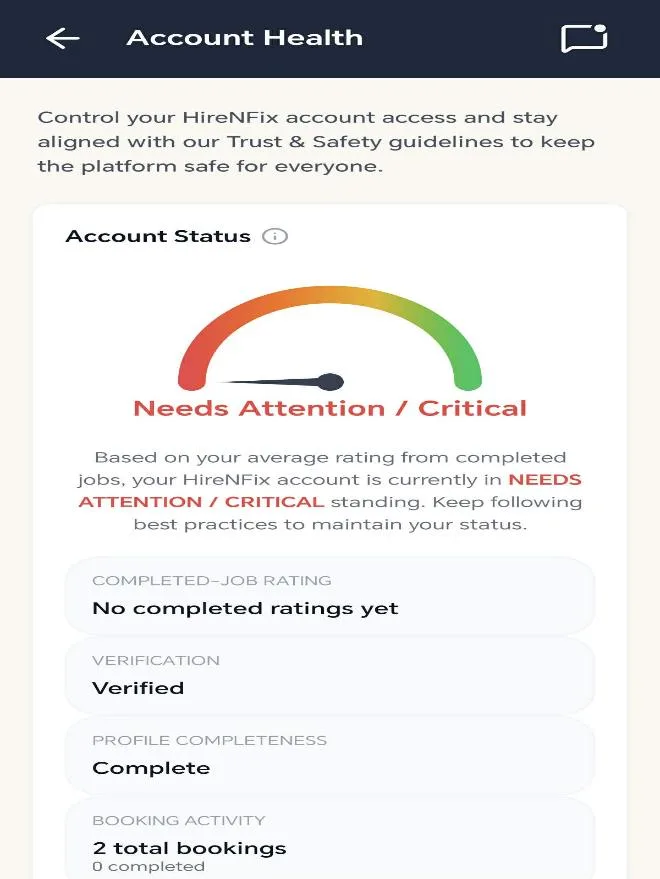 Account Health
Control your HireNFix account access and stay
aligned with our Trust & Safety guidelines to keep
the platform safe for everyone.
Account Status
Needs Attention / Critical
Based on your average rating from completed
jobs, your HireNFix account is currently in NEEDS
ATTENTION / CRITICAL standing. Keep following
best practices to maintain your status.
COMPLETED-JOB RATING
No completed ratings yet
VERIFICATION
Verified
PROFILE COMPLETENESS
Complete
BOOKING ACTIVITY
2 total bookings
0 completed